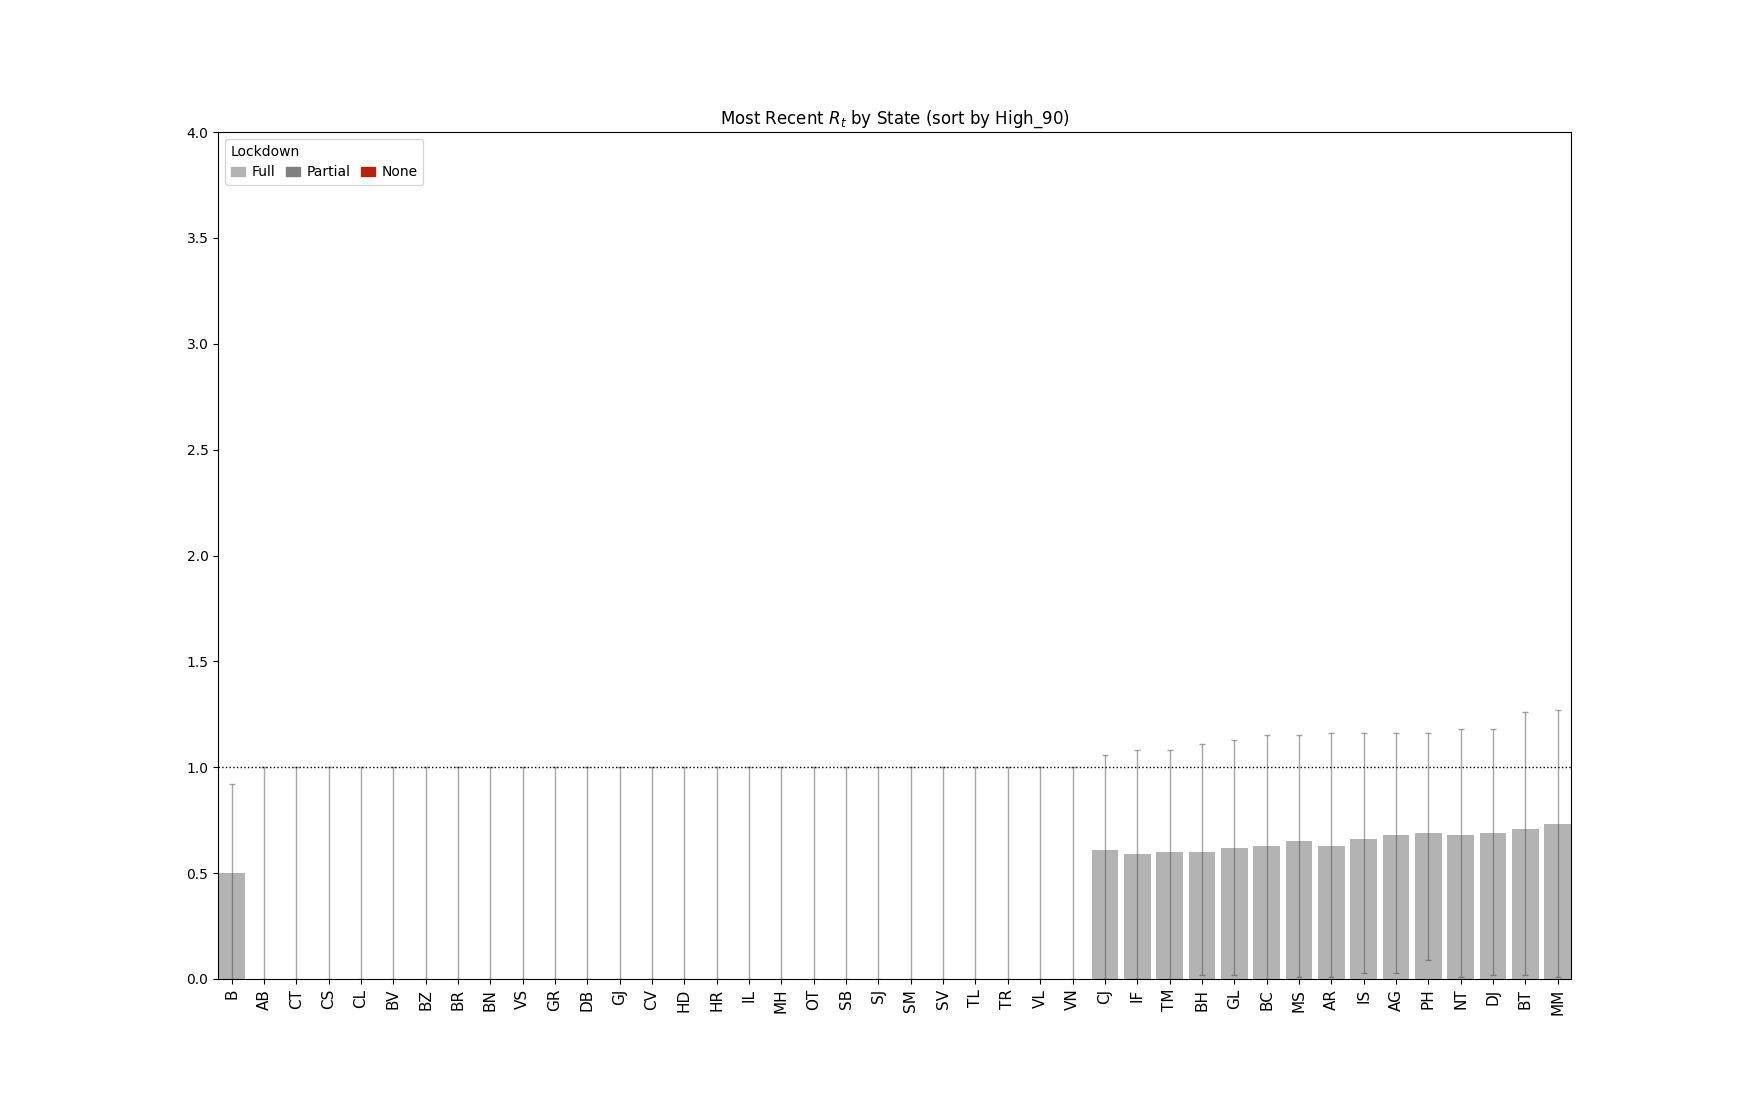 Most Recent R_t by State (sort by High_90)
Lockdown
Full Partial None
4.0
3.5
3.0
2.5
2.0
1.5
1.0
0.5
0.0
B AB CT CS CL BV BZ BR BN VS GR DB GJ CV HD HR IL MH OT SB SJ SM SV TL TR VL VN CJ IF TM BH GL BC MS AR IS AG PH NT DJ BT MM